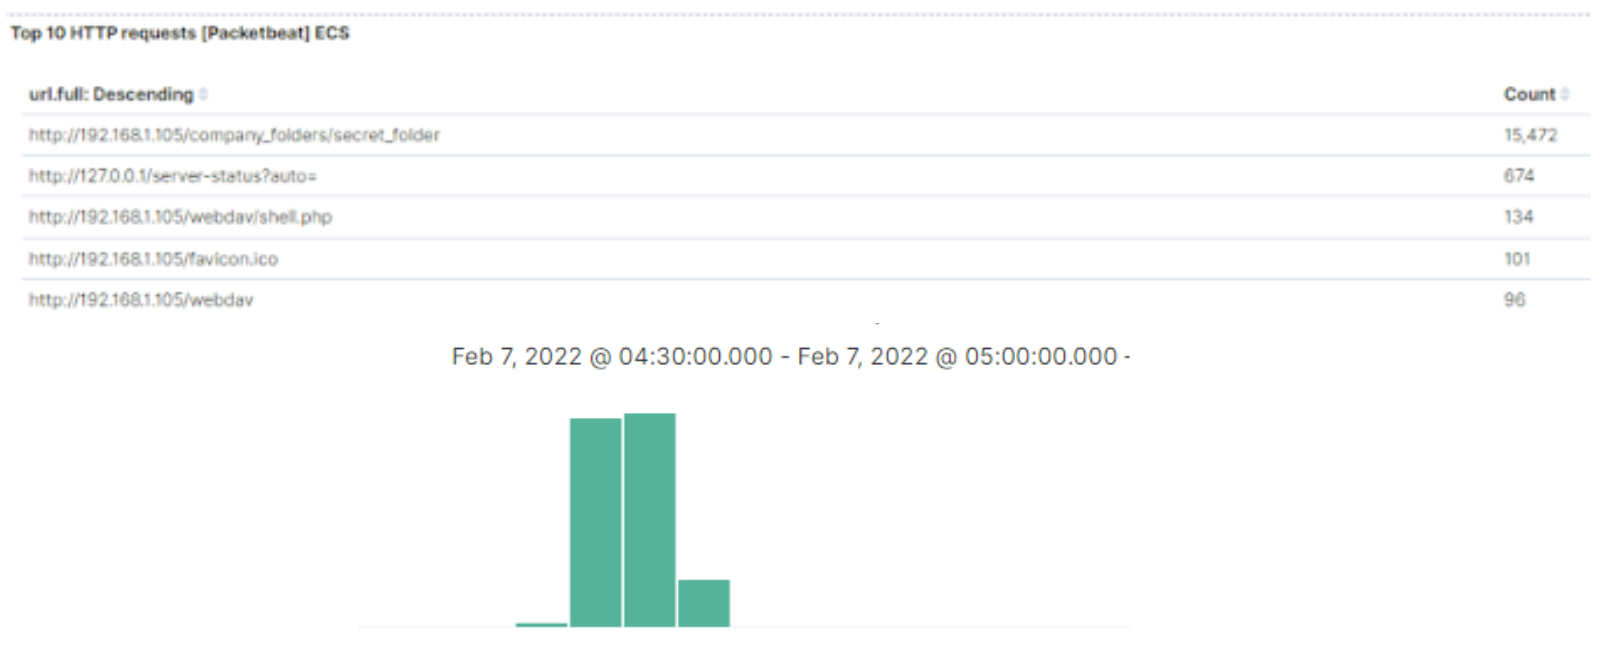 Top 10 HTTP requests [Packetbeat] ECS
url.full: Descending Count
http://192.168.1.105/company_folders/secret_folder 15,472
http://127.0.0.1/server-status?auto= 674
http://192.168.1.105/webdav/shell.php 134
http://192.168.1.105/favicon.ico 101
http://192.168.1.105/webdav 96
Feb 7, 2022 @ 04:30:00.000 - Feb 7, 2022 @ 05:00:00.000 -